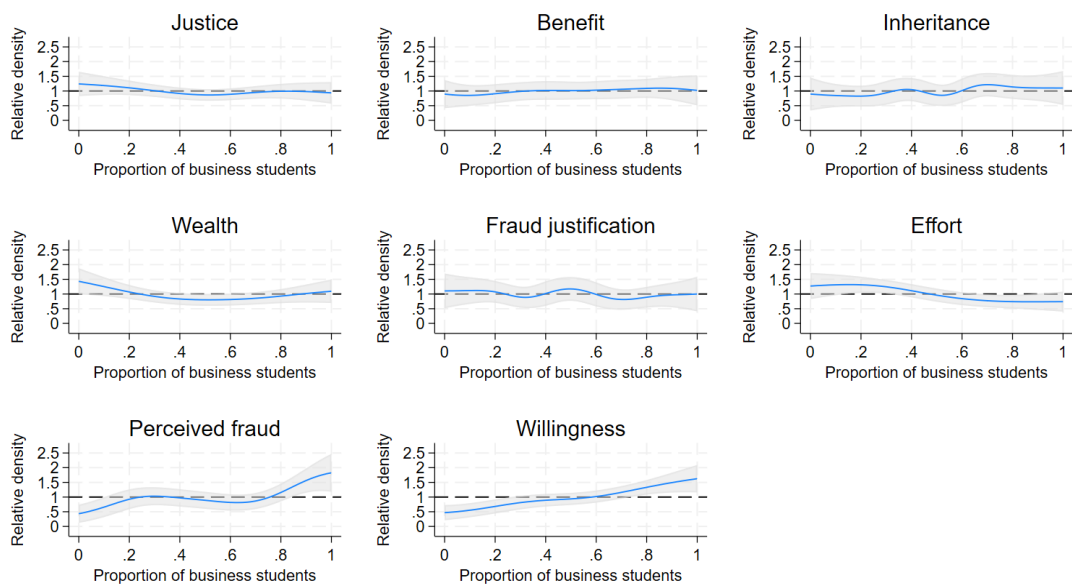 Justice
Relative density
2.5
2
1.5
1
.5
0
0 .2 .4 .6 .8 1
Proportion of business students
Benefit
Relative density
2.5
2
1.5
1
.5
0
0 .2 .4 .6 .8 1
Proportion of business students
Inheritance
Relative density
2.5
2
1.5
1
.5
0
0 .2 .4 .6 .8 1
Proportion of business students
Wealth
Relative density
2.5
2
1.5
1
.5
0
0 .2 .4 .6 .8 1
Proportion of business students
Fraud justification
Relative density
2.5
2
1.5
1
.5
0
0 .2 .4 .6 .8 1
Proportion of business students
Effort
Relative density
2.5
2
1.5
1
.5
0
0 .2 .4 .6 .8 1
Proportion of business students
Perceived fraud
Relative density
2.5
2
1.5
1
.5
0
0 .2 .4 .6 .8 1
Proportion of business students
Willingness
Relative density
2.5
2
1.5
1
.5
0
0 .2 .4 .6 .8 1
Proportion of business students